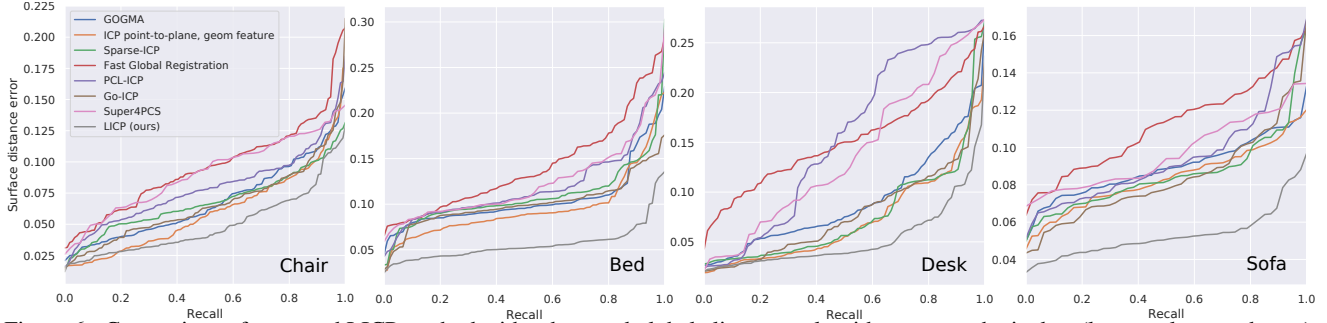 0.225
0.200
0.175
0.150
0.125
0.100
0.075
0.050
0.025
Surface distance error
GOGMA
ICP point-to-plane, geom feature
Sparse-ICP
Fast Global Registration
PCL-ICP
Go-ICP
Super4PCS
LICP (ours)
Chair
0.0 0.2 0.4 0.6 0.8 1.0
Recall
0.30
0.25
0.20
0.15
0.10
0.05
Bed
0.0 0.2 0.4 0.6 0.8 1.0
Recall
0.25
0.20
0.15
0.10
0.05
Desk
0.0 0.2 0.4 0.6 0.8 1.0
Recall
0.16
0.14
0.12
0.10
0.08
0.06
0.04
Sofa
0.0 0.2 0.4 0.6 0.8 1.0
Recall